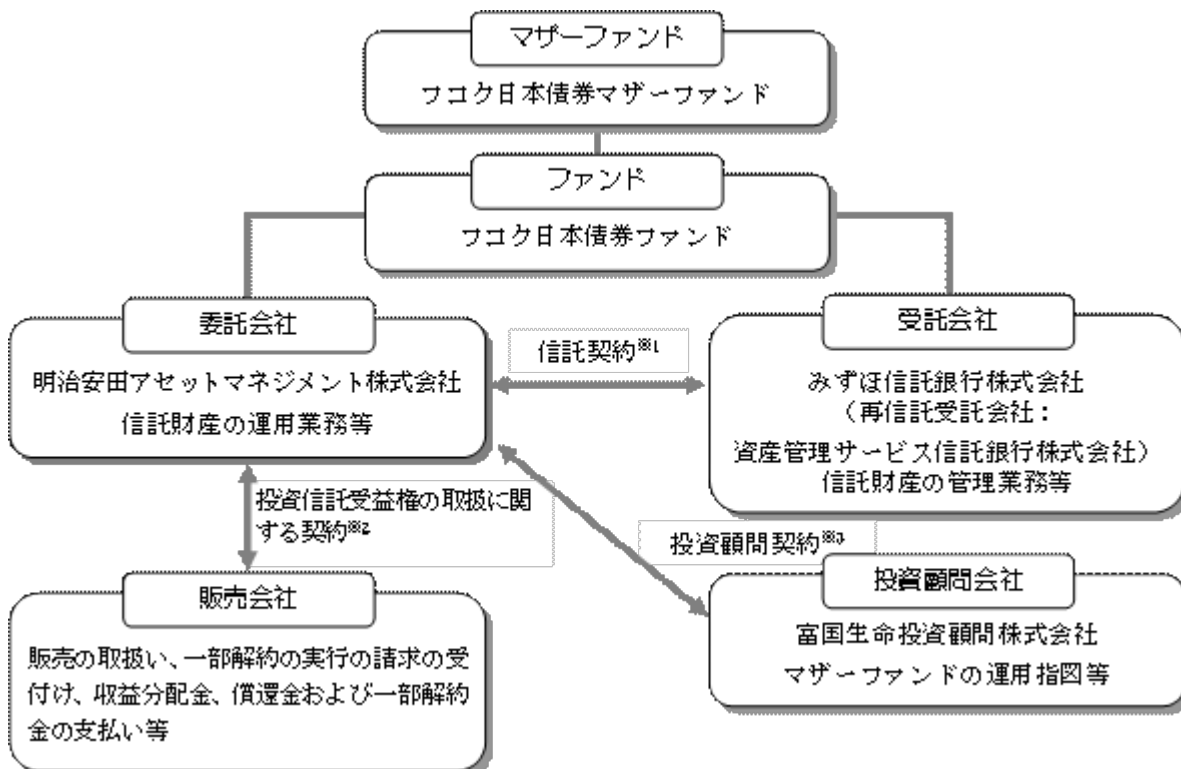 マザーファンド
フコク日本債券マザーファンド
ファンド
フコク日本債券ファンド
委託会社
明治安田アセットマネジメント株式会社
信託財産の運用業務等
信託契約※1
受託会社
みずほ信託銀行株式会社
（再信託受託会社：
資産管理サービス信託銀行株式会社）
信託財産の管理業務等
投資信託受益権の取扱に関
する契約※2
投資顧問契約※3
販売会社
販売の取扱い、一部解約の実行の請求の受
付け、収益分配金、償還金および一部解約
金の支払い等
投資顧問会社
富国生命投資顧問株式会社
マザーファンドの運用指図等